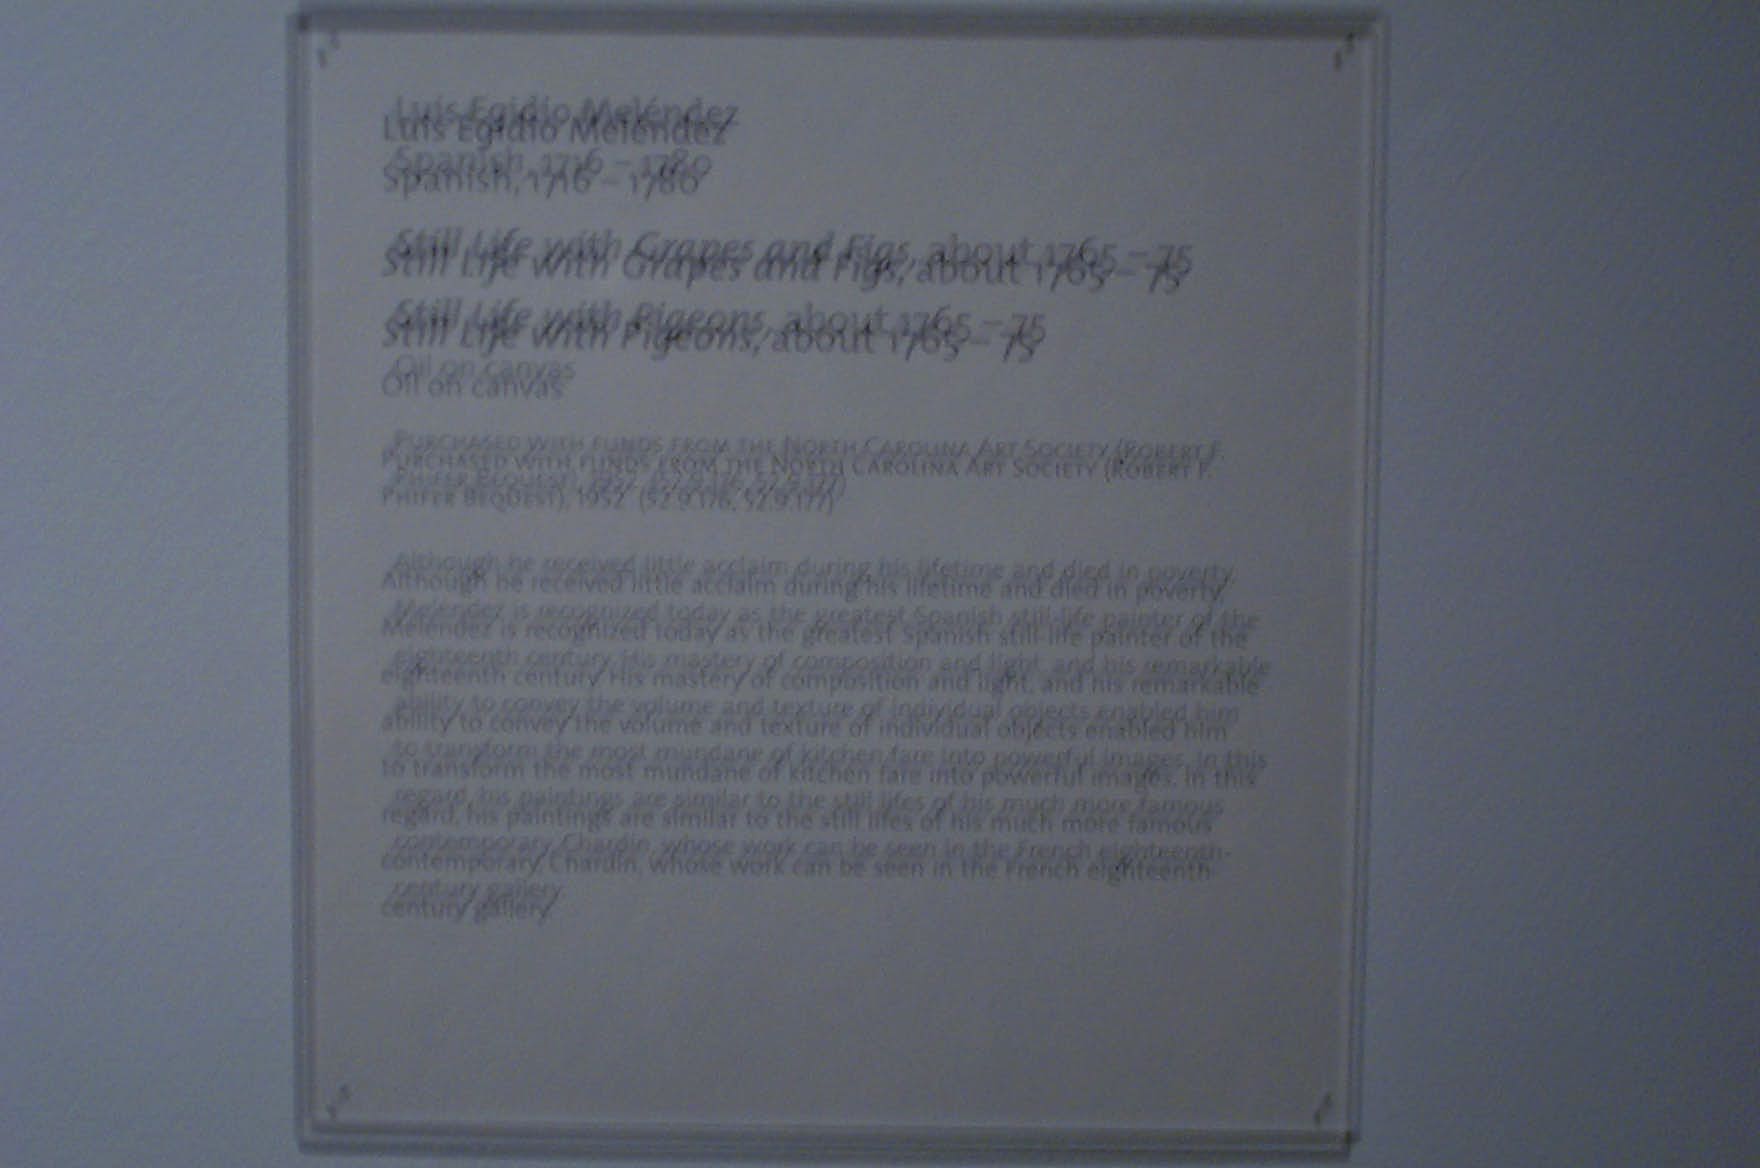 Luis Egidio Meléndez
Spanish, 1716 – 1780
Still Life with Grapes and Figs, about 1765 – 75
Still Life with Pigeons, about 1765 – 75
Oil on canvas
Purchased with funds from the North Carolina Art Society (Robert F.
Phifer Bequest), 1952 (52.9.176, 52.9.177)
Although he received little acclaim during his lifetime and died in poverty,
Meléndez is recognized today as the greatest Spanish still-life painter of the
eighteenth century. His mastery of composition and light, and his remarkable
ability to convey the volume and texture of individual objects enabled him
to transform the most mundane of kitchen fare into powerful images. In this
regard, his paintings are similar to the still lifes of his much more famous
contemporary, Chardin, whose work can be seen in the French eighteenth-
century gallery.